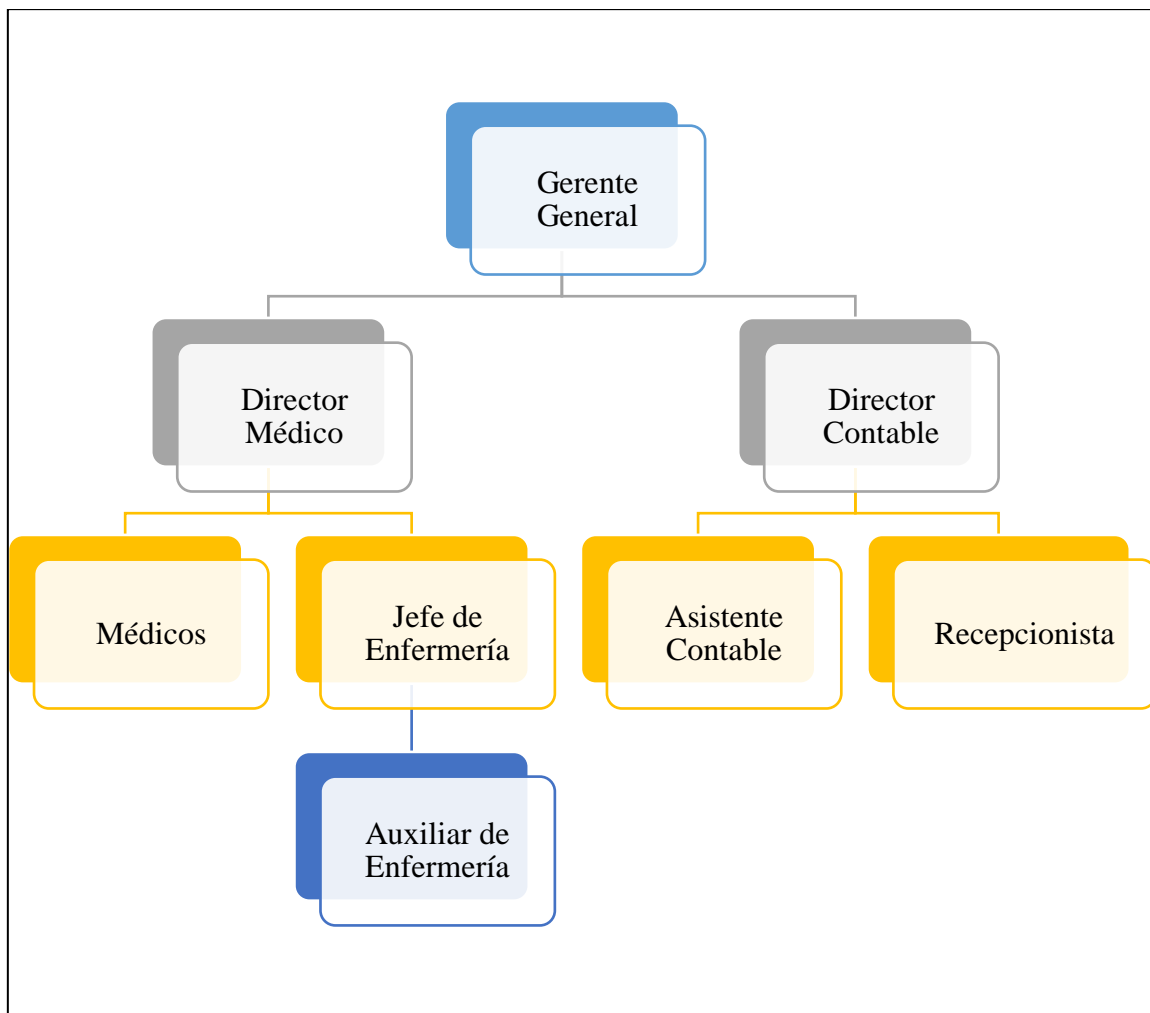 Gerente
General
Director
Médico
Director
Contable
Médicos
Jefe de
Enfermería
Asistente
Contable
Recepcionista
Auxiliar de
Enfermería